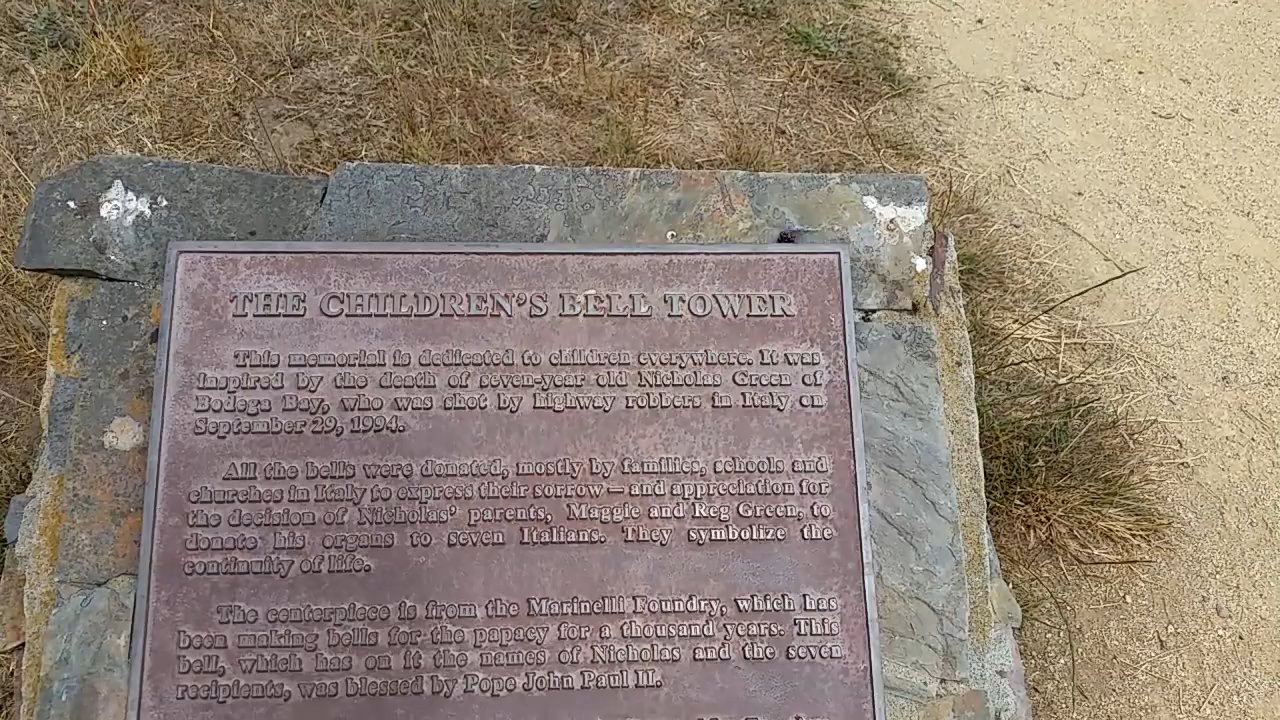 THE CHILDREN'S BELL TOWER
This memorial is dedicated to children everywhere. It was
inspired by the death of seven-year old Nicholas Green of
Bodega Bay, who was shot by highway robbers in Italy on
September 29, 1994.
All the bells were donated, mostly by families, schools and
churches in Italy to express their sorrow — and appreciation for
the decision of Nicholas' parents, Maggie and Reg Green, to
donate his organs to seven Italians. They symbolize the
continuity of life.
The centerpiece is from the Marinelli Foundry, which has
been making bells for the papacy for a thousand years. This
bell, which has on it the names of Nicholas and the seven
recipients, was blessed by Pope John Paul II.